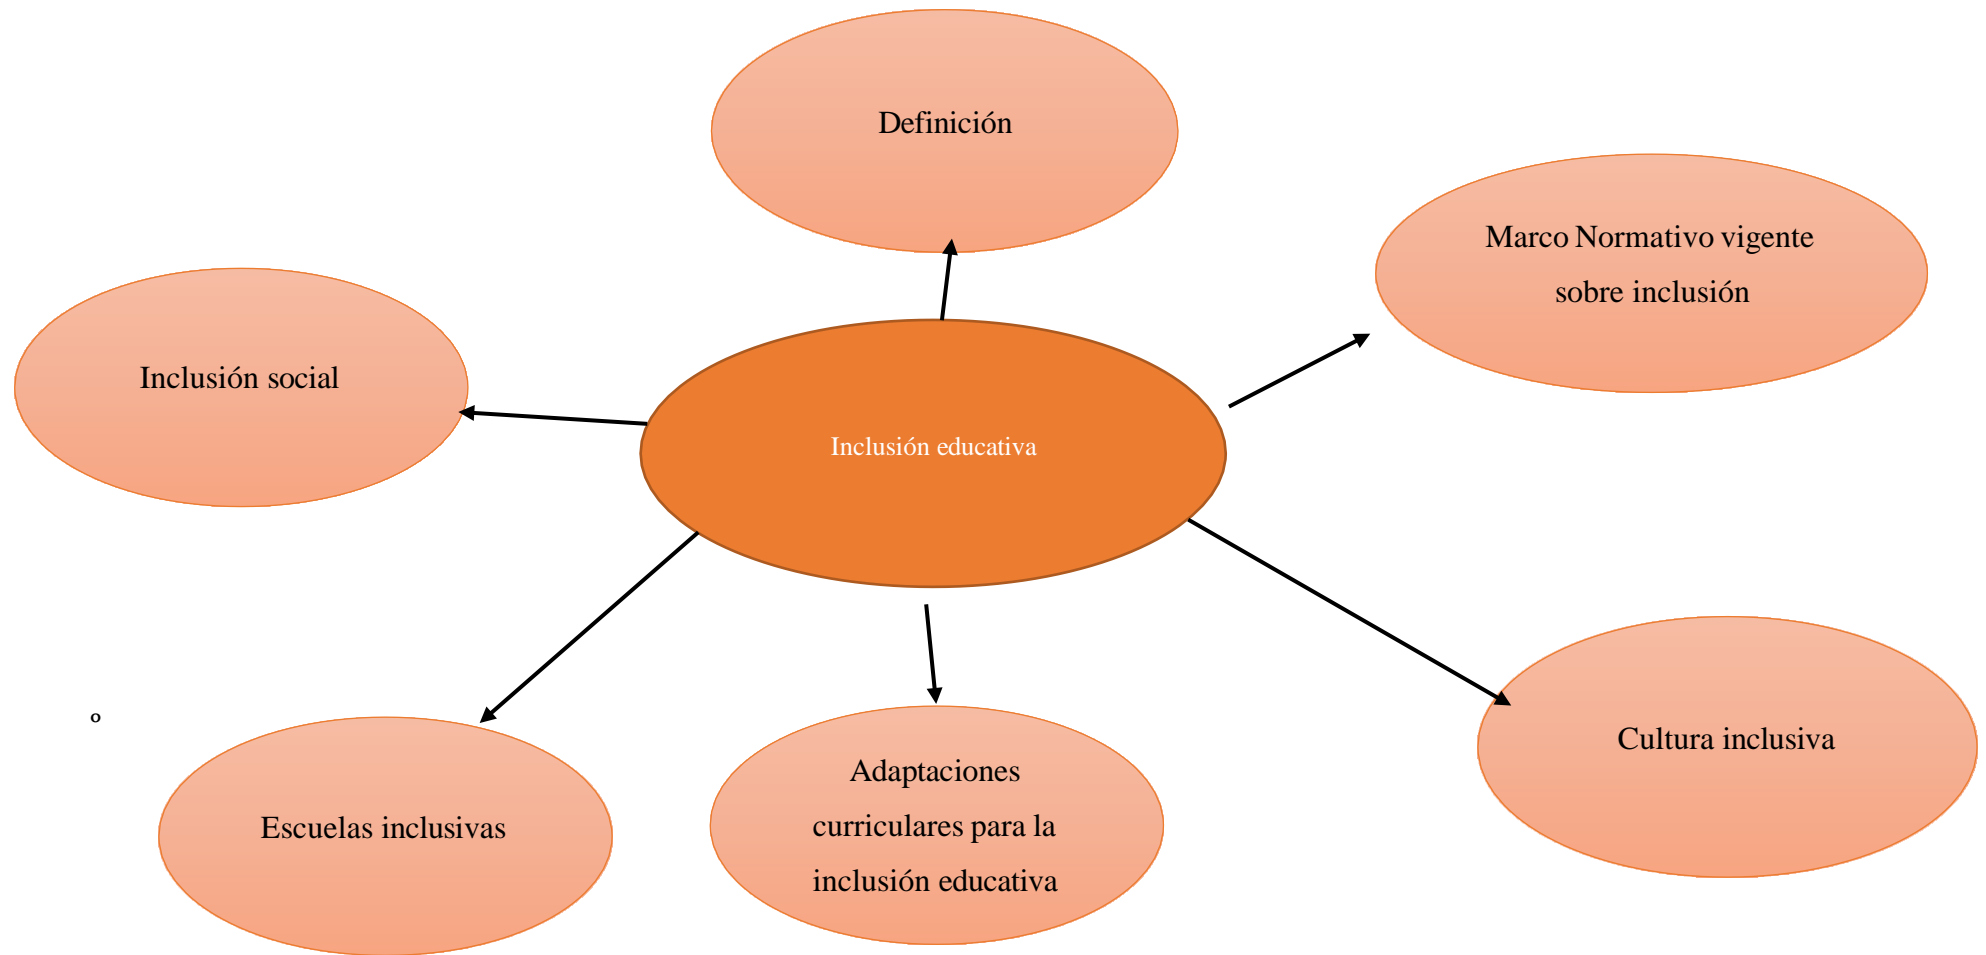 Definición
Marco Normativo vigente
sobre inclusión
Inclusión social
Inclusión educativa
º
Cultura inclusiva
Escuelas inclusivas
Adaptaciones
curriculares para la
inclusión educativa